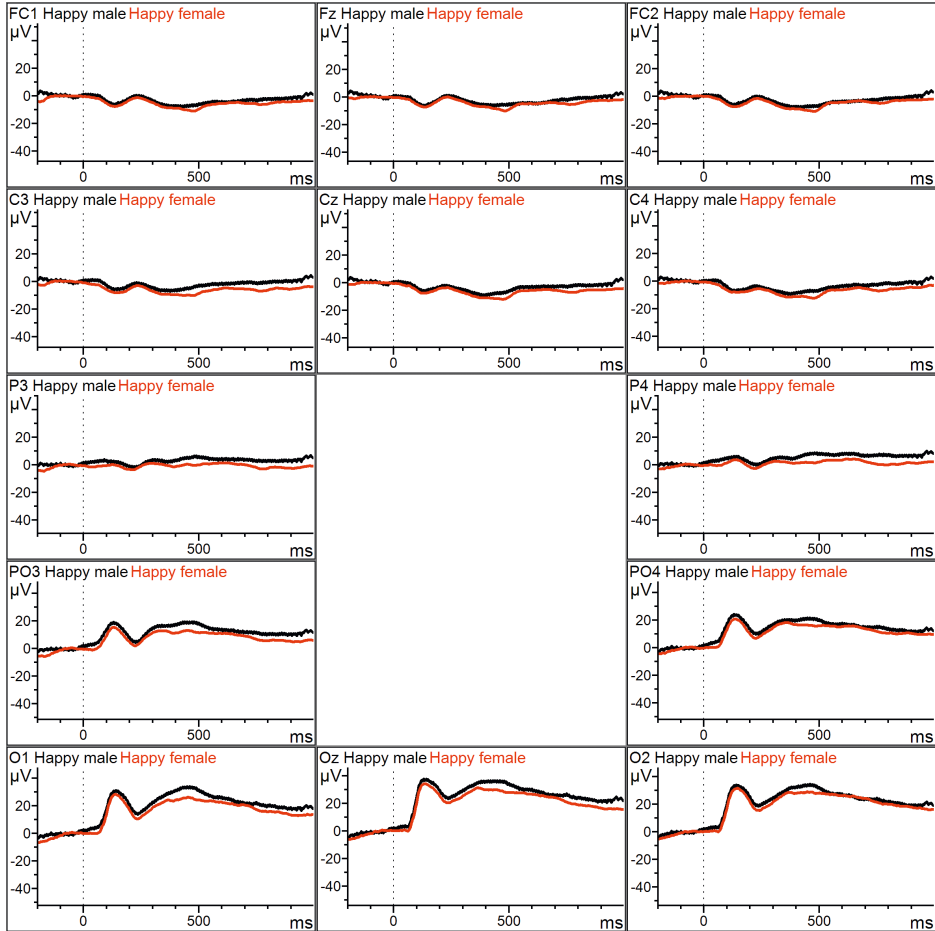 FC1 Happy male Happy female
µV
20
0
-20
-40
0 500 ms
Fz Happy male Happy female
µV
20
0
-20
-40
0 500 ms
FC2 Happy male Happy female
µV
20
0
-20
-40
0 500 ms
C3 Happy male Happy female
µV
20
0
-20
-40
0 500 ms
Cz Happy male Happy female
µV
20
0
-20
-40
0 500 ms
C4 Happy male Happy female
µV
20
0
-20
-40
0 500 ms
P3 Happy male Happy female
µV
20
0
-20
-40
0 500 ms
P4 Happy male Happy female
µV
20
0
-20
-40
0 500 ms
PO3 Happy male Happy female
µV
20
0
-20
-40
0 500 ms
PO4 Happy male Happy female
µV
20
0
-20
-40
0 500 ms
O1 Happy male Happy female
µV
20
0
-20
-40
0 500 ms
Oz Happy male Happy female
µV
20
0
-20
-40
0 500 ms
O2 Happy male Happy female
µV
20
0
-20
-40
0 500 ms